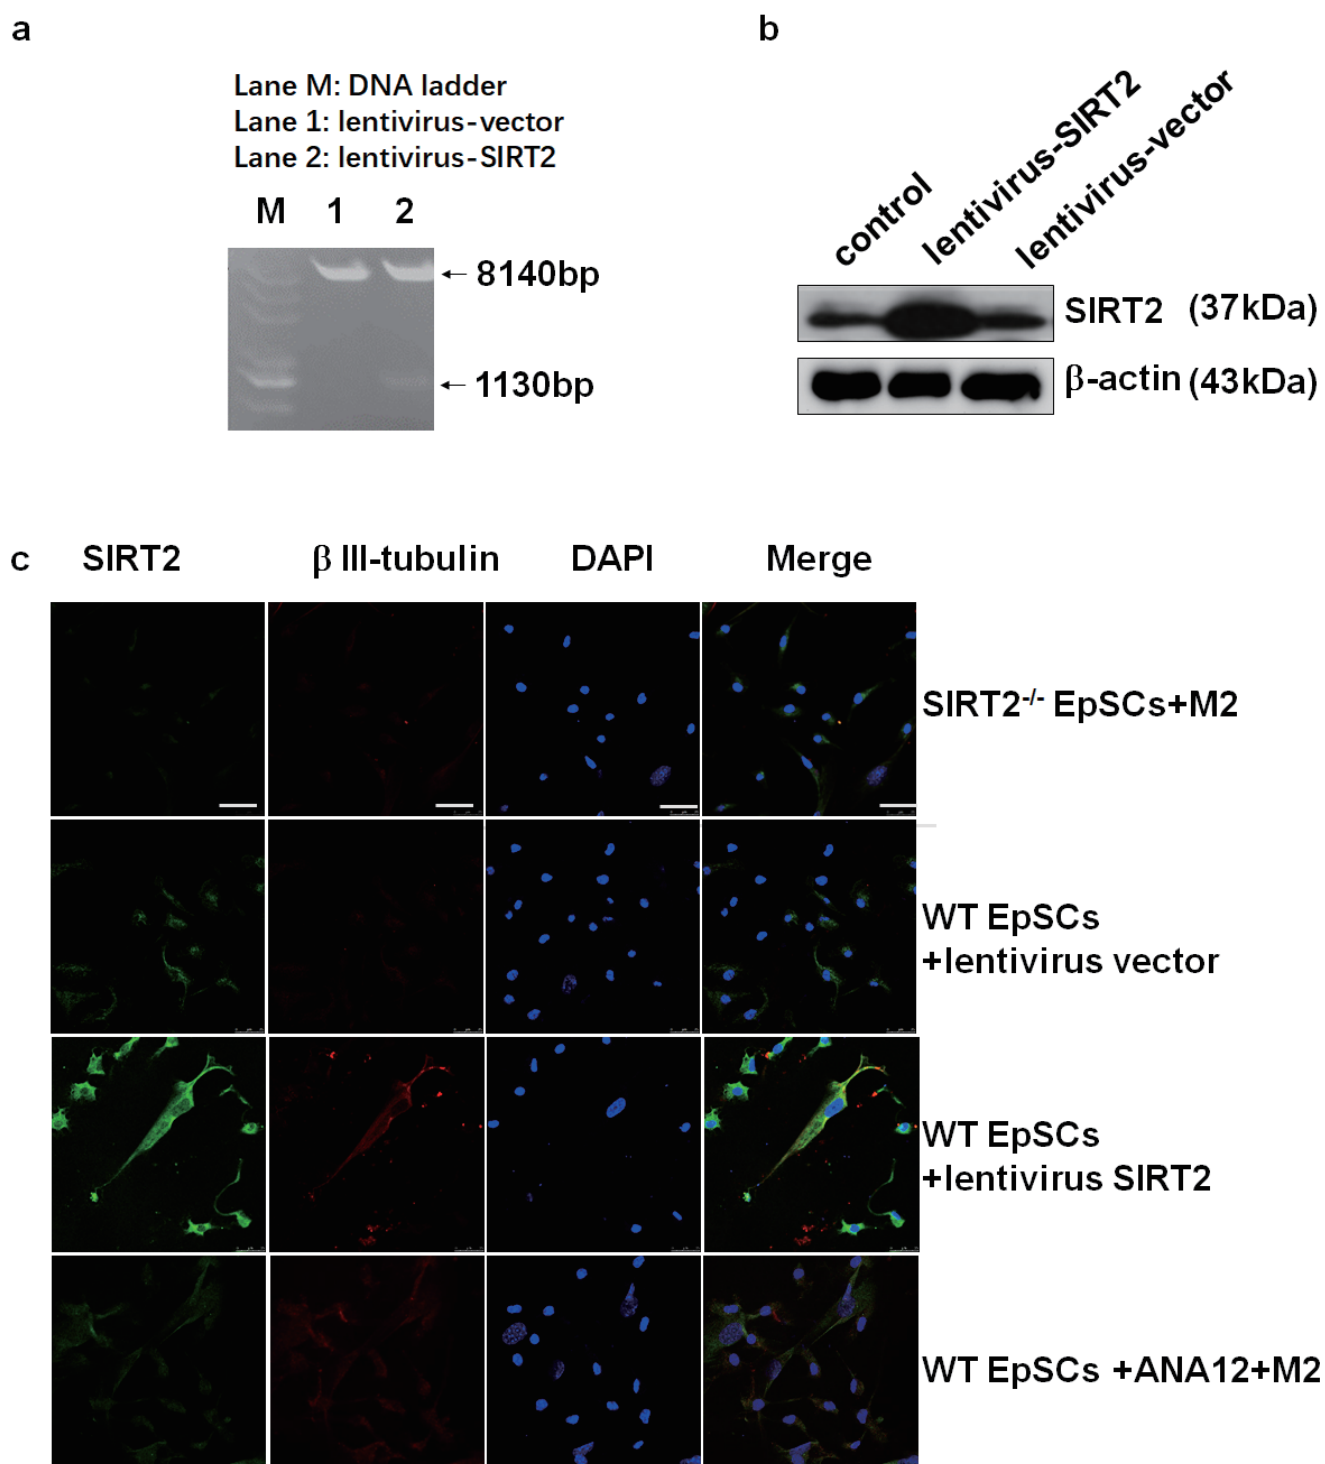 a
Lane M: DNA ladder
Lane 1: lentivirus-vector
Lane 2: lentivirus-SIRT2
M 1 2
8140bp
1130bp
b
control
lentivirus-SIRT2
lentivirus-vector
SIRT2 (37kDa)
β-actin (43kDa)
c
SIRT2 β III-tubulin DAPI Merge
SIRT2-/- EpSCs+M2
WT EpSCs
+lentivirus vector
WT EpSCs
+lentivirus SIRT2
WT EpSCs +ANA12+M2